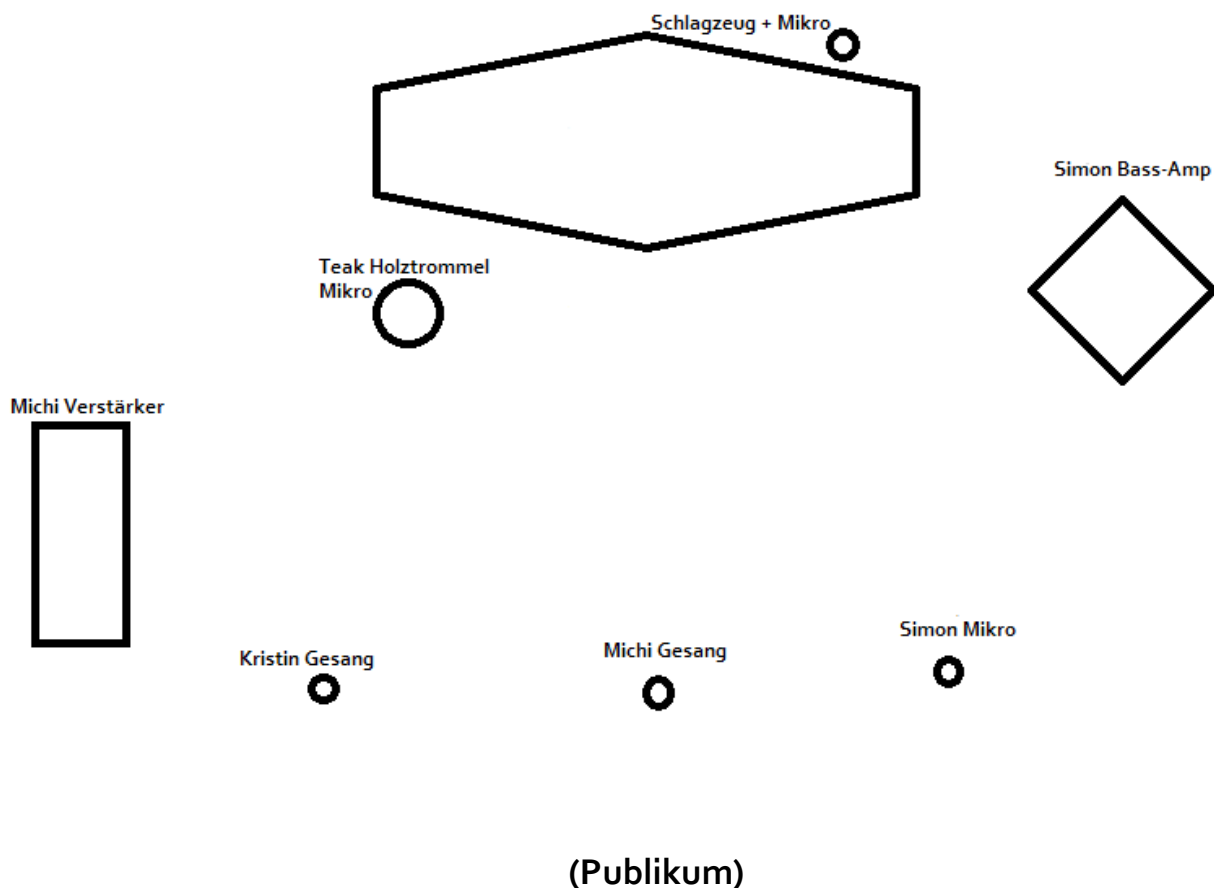 Schlagzeug + Mikro
Simon Bass-Amp
Teak Holztrommel
Mikro
Michi Verstärker
Kristin Gesang
Michi Gesang
Simon Mikro
(Publikum)